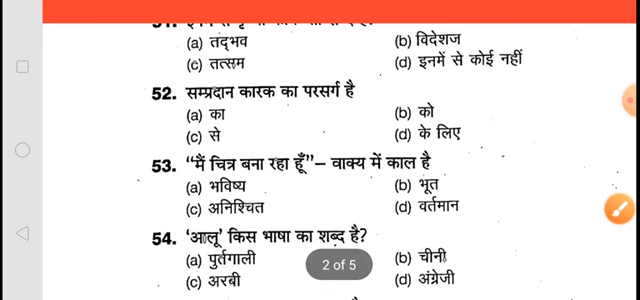 (a) तद्भव (b) विदेशज
(c) तत्सम (d) इनमें से कोई नहीं
52. सम्प्रदान कारक का परसर्ग है
(a) का (b) को
(c) से (d) के लिए
53. “मैं चित्र बना रहा हूँ”– वाक्य में काल है
(a) भविष्य (b) भूत
(c) अनिश्चित (d) वर्तमान
54. ‘आलू’ किस भाषा का शब्द है?
(a) पुर्तगाली (b) चीनी
2 of 5
(c) अरबी (d) अंग्रेजी